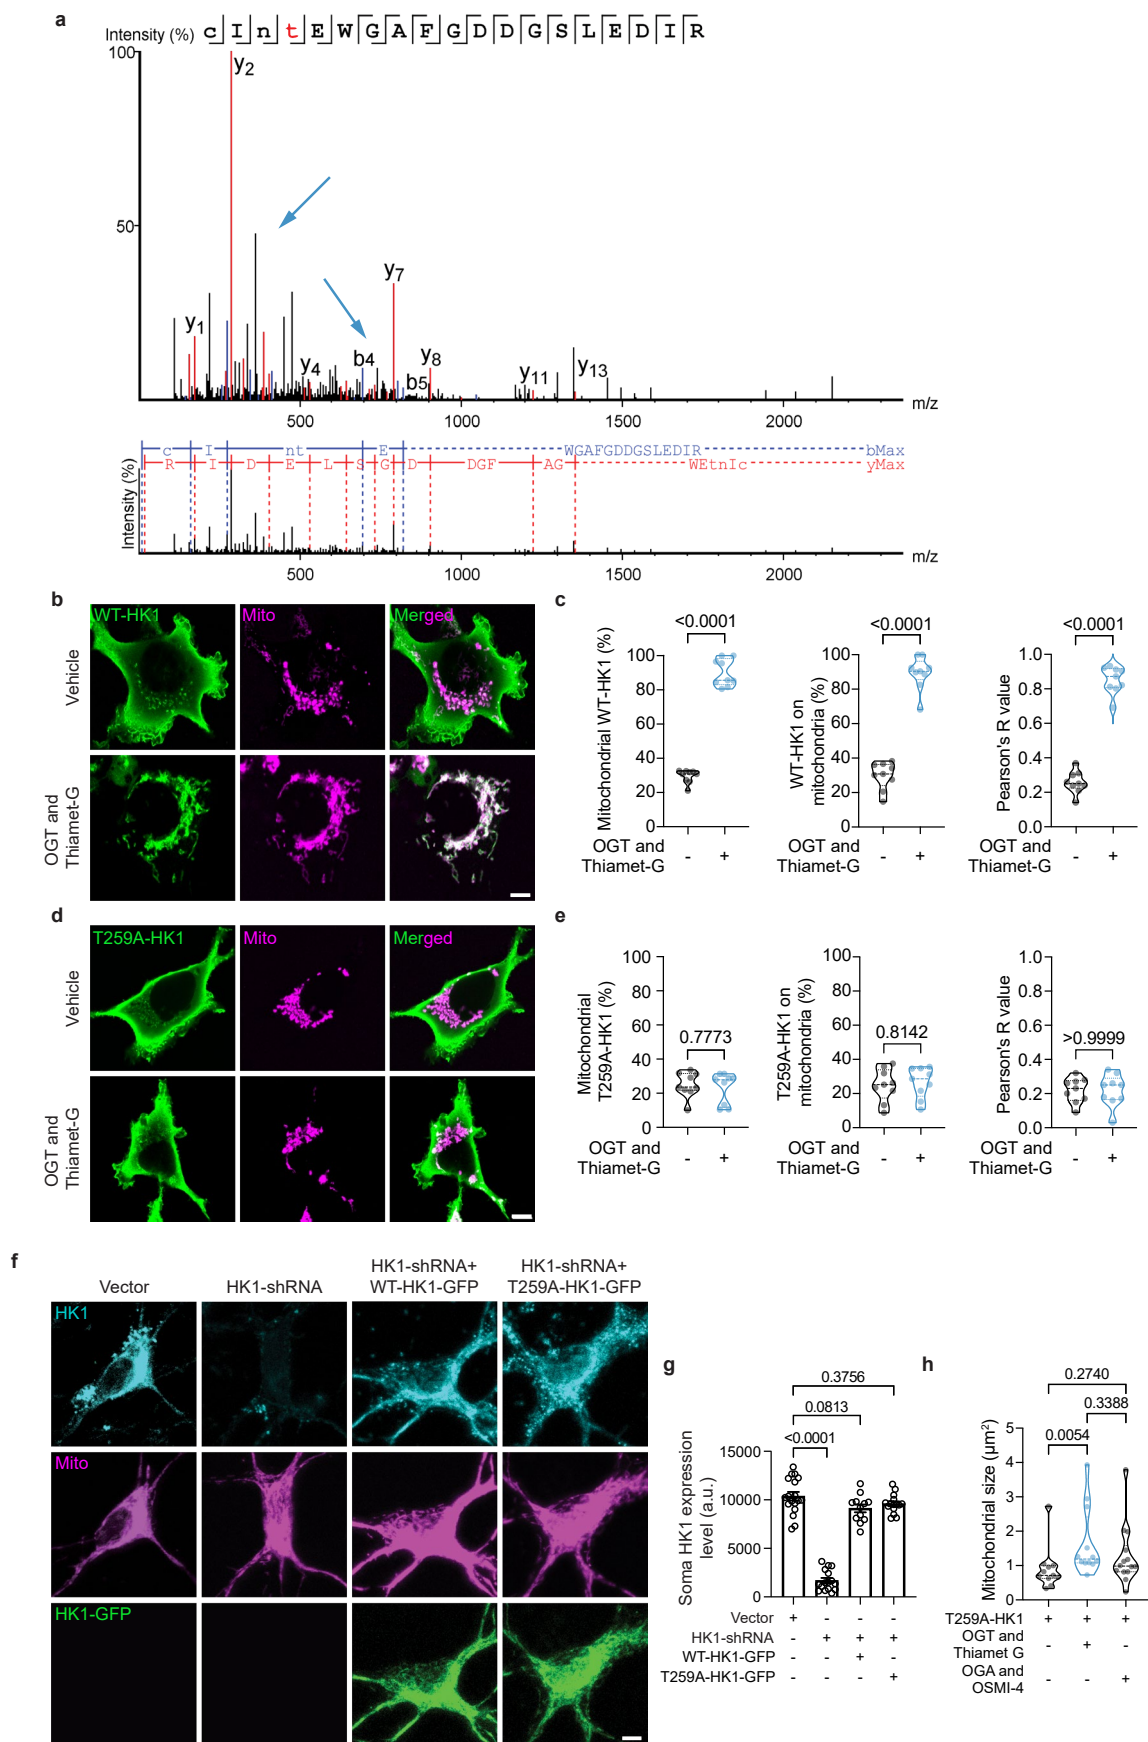 a
Intensity (%) c I n t E W G A F G D D G S L E D I R
100
y2
50
y7
y1
y4
b4
y8
b5
y11
y13
500 1000 1500 2000 m/z
Intensity (%)
c I nt E WGAFGDDGSLEDIR bMax
R I D E L S G D DGF AG WEtnIc yMax
500 1000 1500 2000 m/z
b
WT-HK1 Mito Merged
Vehicle
OGT and
Thiamet-G
c
<0.0001
Mitochondrial WT-HK1 (%)
100
80
60
40
20
0
OGT and
Thiamet-G
- +
<0.0001
WT-HK1 on
mitochondria (%)
100
80
60
40
20
0
OGT and
Thiamet-G
- +
<0.0001
Pearson's R value
1.0
0.8
0.6
0.4
0.2
0.0
OGT and
Thiamet-G
- +
d
T259A-HK1 Mito Merged
Vehicle
OGT and
Thiamet-G
e
Mitochondrial
T259A-HK1 (%)
100
80
60
40
20
0
0.7773
OGT and
Thiamet-G
- +
T259A-HK1 on
mitochondria (%)
100
80
60
40
20
0
0.8142
OGT and
Thiamet-G
- +
Pearson's R value
1.0
0.8
0.6
0.4
0.2
0.0
>0.9999
OGT and
Thiamet-G
- +
f
Vector
HK1-shRNA
HK1-shRNA+
WT-HK1-GFP
HK1-shRNA+
T259A-HK1-GFP
HK1
Mito
HK1-GFP
g
0.3756
0.0813
<0.0001
Soma HK1 expression
level (a.u.)
15000
10000
5000
0
Vector + - - -
HK1-shRNA - + + +
WT-HK1-GFP - - + -
T259A-HK1-GFP - - - +
h
0.2740
0.3388
0.0054
Mitochondrial size (μm²)
5
4
3
2
1
0
T259A-HK1 + + +
OGT and
Thiamet G - + -
OGA and
OSMI-4 - - +